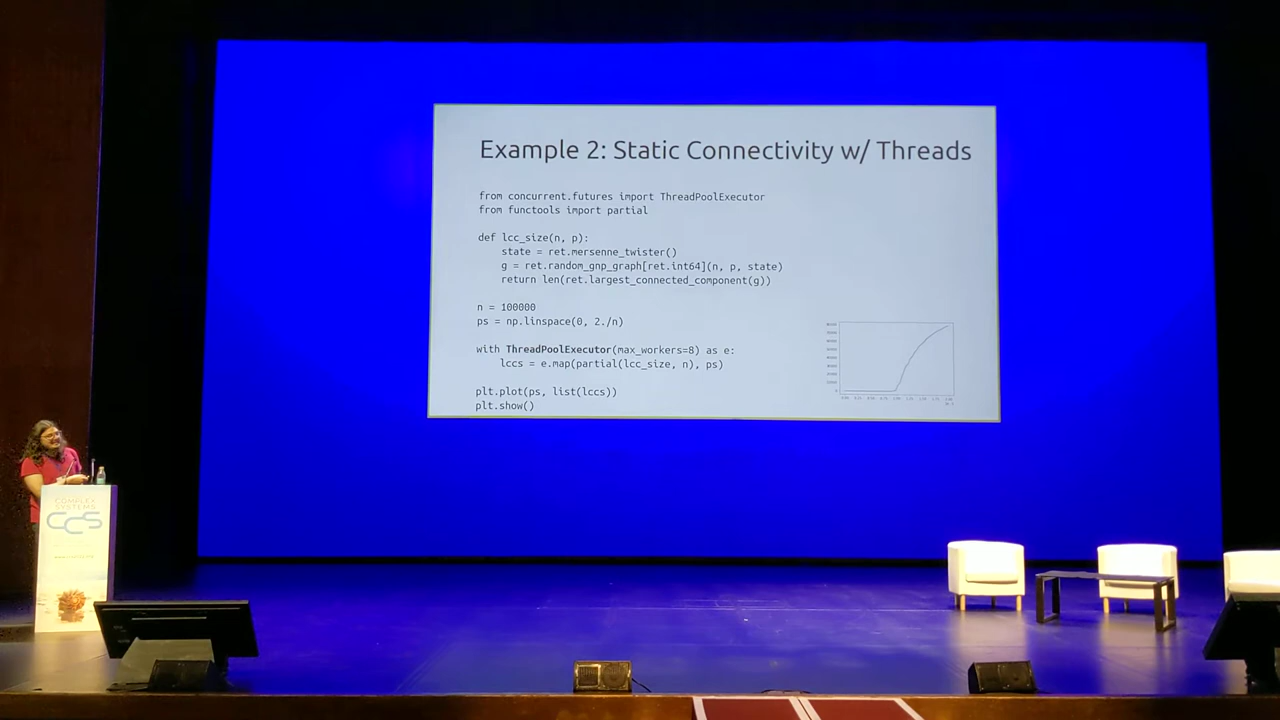 Example 2: Static Connectivity w/ Threads
from concurrent.futures import ThreadPoolExecutor
from functools import partial
def lcc_size(n, p):
state = ret.mersenne_twister()
g = ret.random_gnp_graph[ret.int64](n, p, state)
return len(ret.largest_connected_component(g))
n = 100000
ps = np.linspace(0, 2./n)
with ThreadPoolExecutor(max_workers=8) as e:
lccs = e.map(partial(lcc_size, n), ps)
plt.plot(ps, list(lccs))
plt.show()
COMPLEX
SYSTEMS
CCS